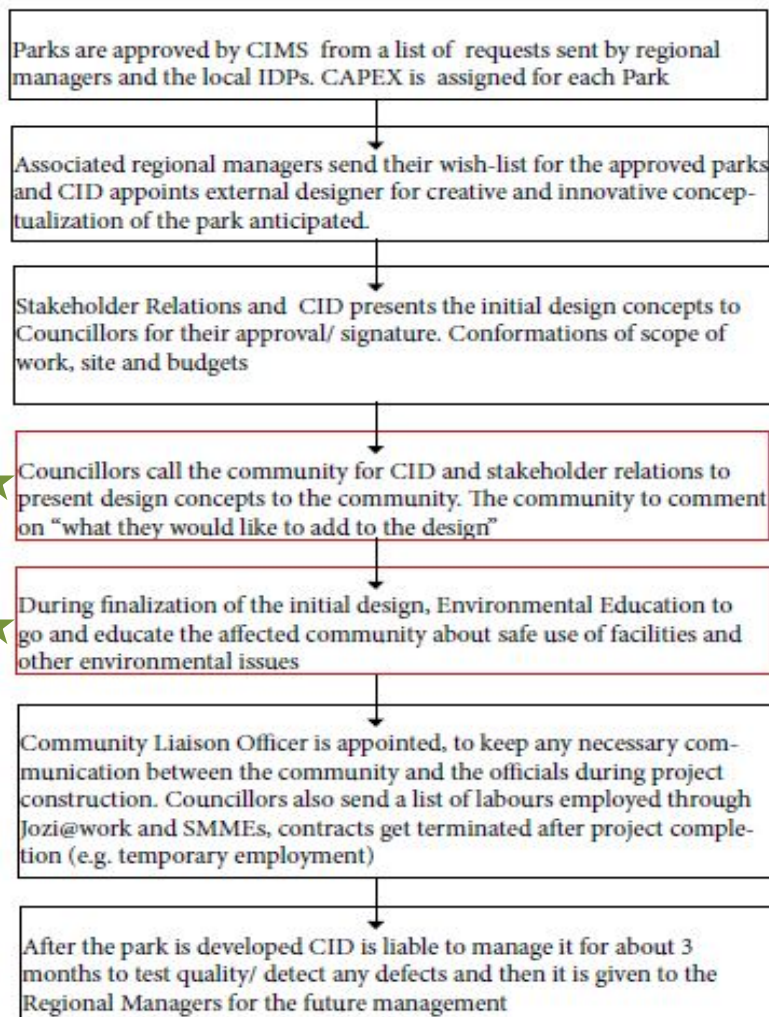 Parks are approved by CIMS from a list of requests sent by regional
managers and the local IDPs. CAPEX is assigned for each Park
Associated regional managers send their wish-list for the approved parks
and CID appoints external designer for creative and innovative concep-
tualization of the park anticipated.
Stakeholder Relations and CID presents the initial design concepts to
Councillors for their approval/ signature. Conformations of scope of
work, site and budgets
Councillors call the community for CID and stakeholder relations to
present design concepts to the community. The community to comment
on “what they would like to add to the design”
During finalization of the initial design, Environmental Education to
go and educate the affected community about safe use of facilities and
other environmental issues
Community Liaison Officer is appointed, to keep any necessary com-
munication between the community and the officials during project
construction. Councillors also send a list of labours employed through
Jozi@work and SMMEs, contracts get terminated after project comple-
tion (e.g. temporary employment)
After the park is developed CID is liable to manage it for about 3
months to test quality/ detect any defects and then it is given to the
Regional Managers for the future management